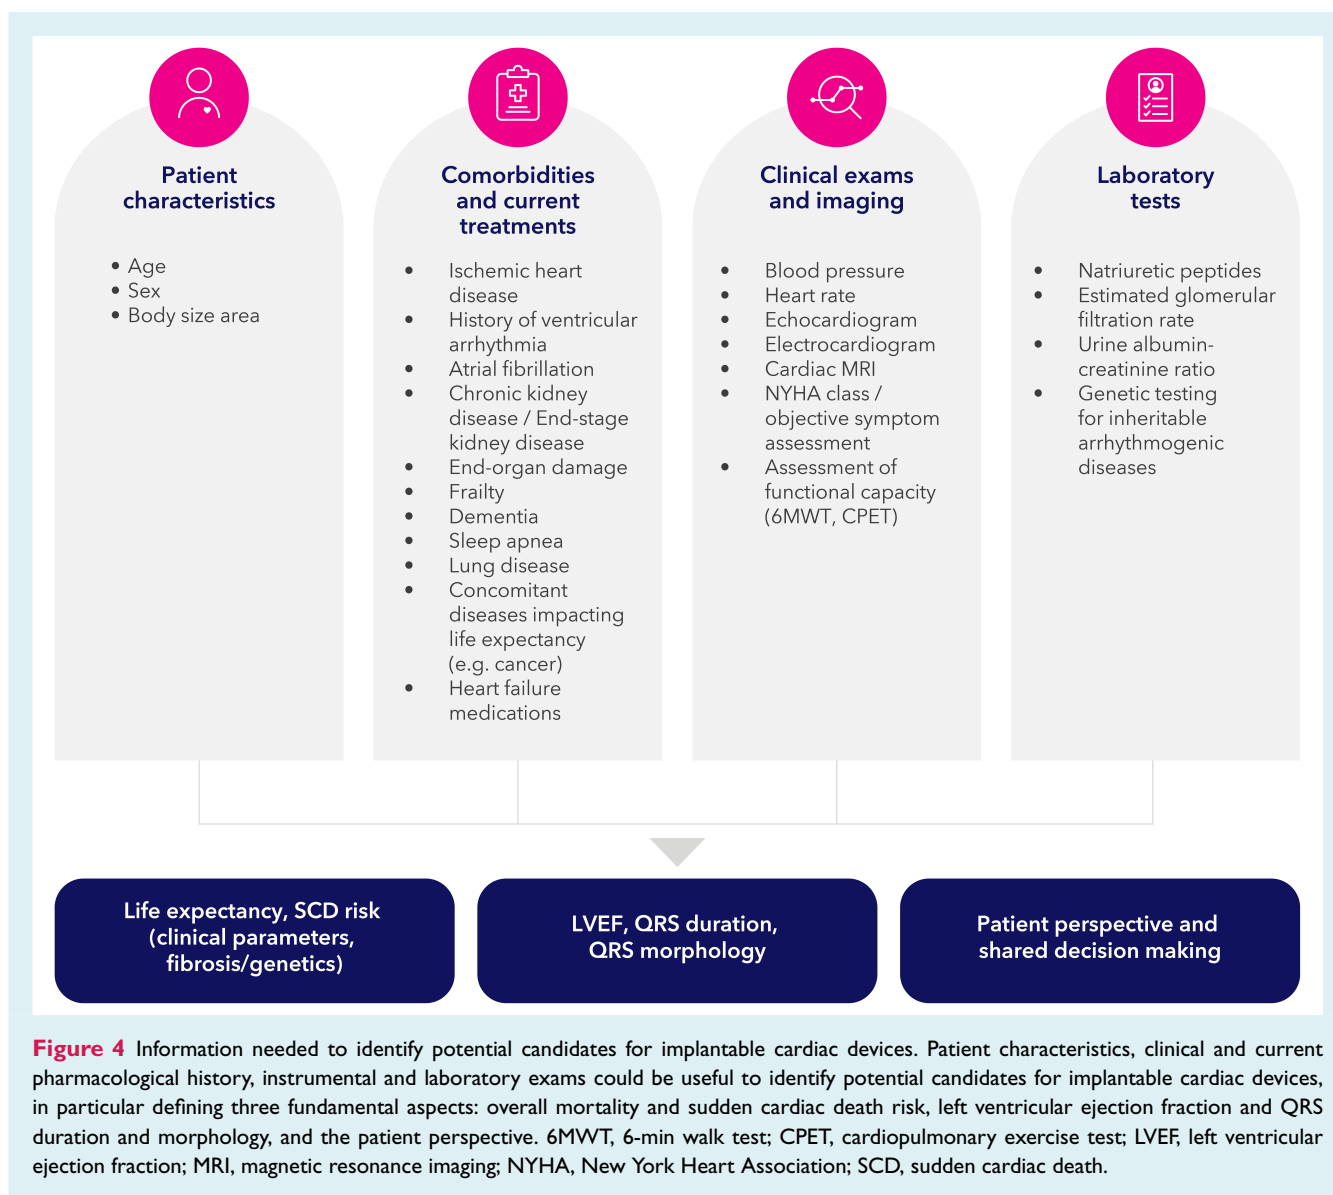 Patient
characteristics
• Age
• Sex
• Body size area
Comorbidities
and current
treatments
• Ischemic heart
disease
• History of ventricular
arrhythmia
• Atrial fibrillation
• Chronic kidney
disease / End-stage
kidney disease
• End-organ damage
• Frailty
• Dementia
• Sleep apnea
• Lung disease
• Concomitant
diseases impacting
life expectancy
(e.g. cancer)
• Heart failure
medications
Clinical exams
and imaging
• Blood pressure
• Heart rate
• Echocardiogram
• Electrocardiogram
• Cardiac MRI
• NYHA class /
objective symptom
assessment
• Assessment of
functional capacity
(6MWT, CPET)
Laboratory
tests
• Natriuretic peptides
• Estimated glomerular
filtration rate
• Urine albumin-
creatinine ratio
• Genetic testing
for inheritable
arrhythmogenic
diseases
Life expectancy, SCD risk
(clinical parameters,
fibrosis/genetics)
LVEF, QRS duration,
QRS morphology
Patient perspective and
shared decision making
Figure 4 Information needed to identify potential candidates for implantable cardiac devices. Patient characteristics, clinical and current
pharmacological history, instrumental and laboratory exams could be useful to identify potential candidates for implantable cardiac devices,
in particular defining three fundamental aspects: overall mortality and sudden cardiac death risk, left ventricular ejection fraction and QRS
duration and morphology, and the patient perspective. 6MWT, 6-min walk test; CPET, cardiopulmonary exercise test; LVEF, left ventricular
ejection fraction; MRI, magnetic resonance imaging; NYHA, New York Heart Association; SCD, sudden cardiac death.